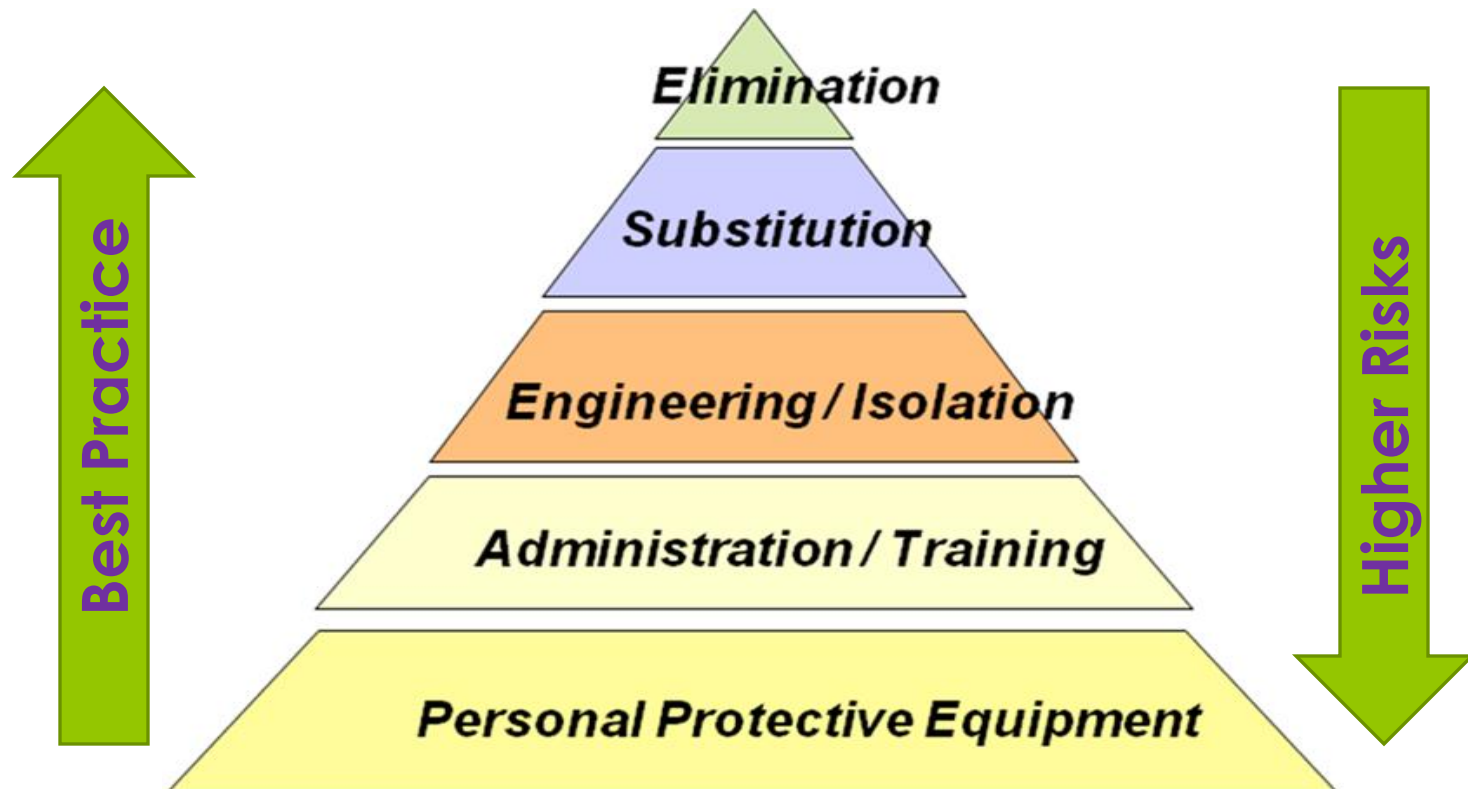 Elimination
Substitution
Engineering / Isolation
Administration / Training
Personal Protective Equipment
Best Practice
Higher Risks